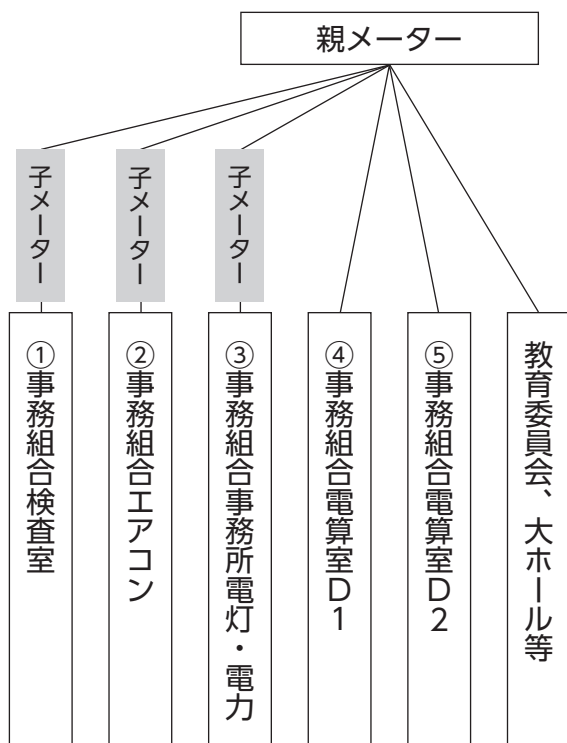 親メーター
子メーター
子メーター
子メーター
①事務組合検査室
②事務組合エアコン
③事務組合事務所電灯・電力
④事務組合電算室D1
⑤事務組合電算室D2
教育委員会、大ホール等